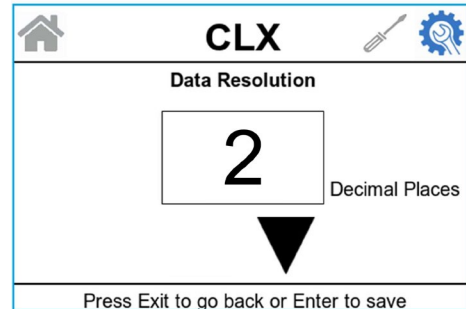 CLX
Data Resolution
2
Decimal Places
Press Exit to go back or Enter to save